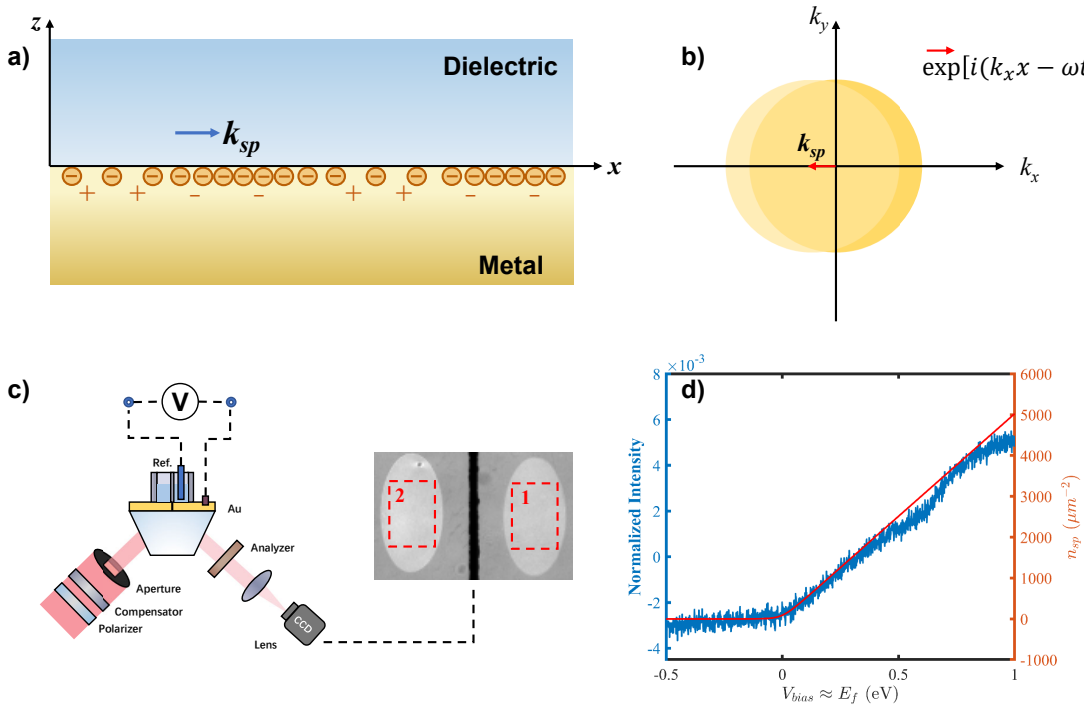 a)
z
Dielectric
k_sp
x
+ + − − + + − −
Metal
b)
k_y
exp[i(k_x x − ωt
k_sp
k_x
c)
V
Ref.
Au
Analyzer
Aperture
Compensator
Polarizer
Lens
CCD
2
1
d)
×10⁻³
8
6
4
2
0
-2
-4
Normalized Intensity
6000
5000
4000
3000
2000
1000
0
-1000
n_sp (μm⁻²)
-0.5
0
0.5
1
V_bias ≈ E_f (eV)